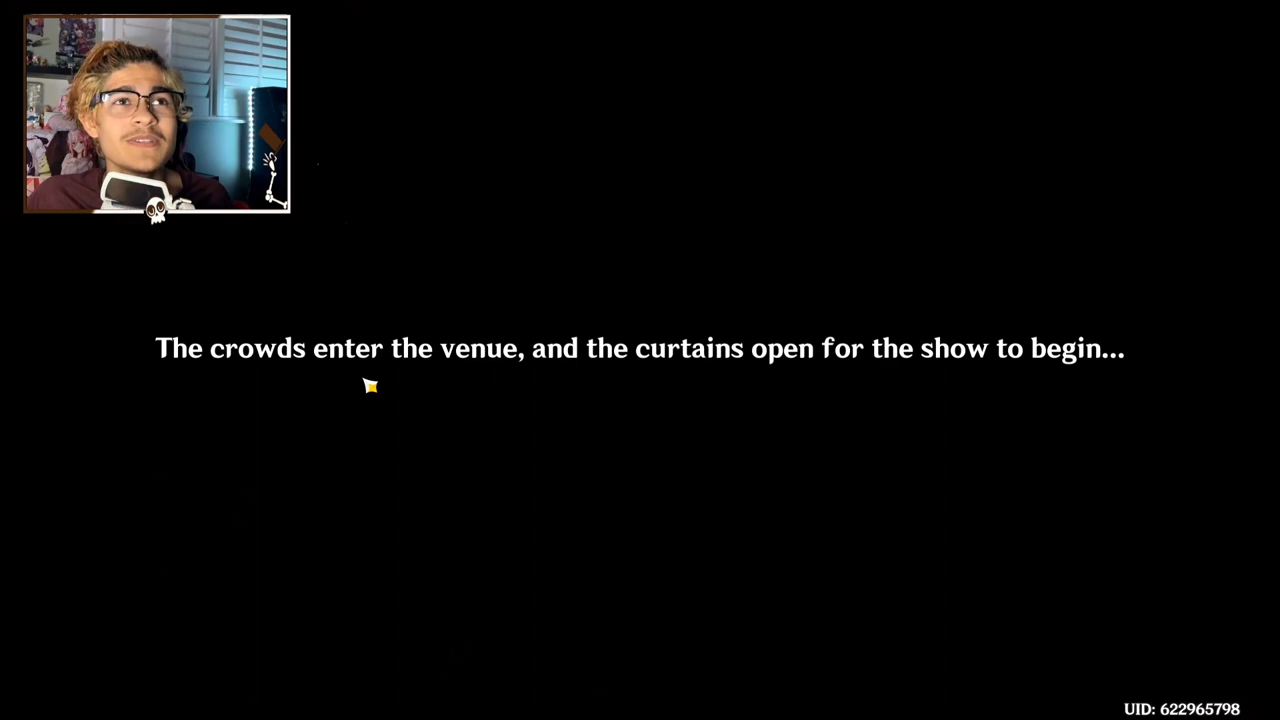 The crowds enter the venue, and the curtains open for the show to begin...
UID: 622965798